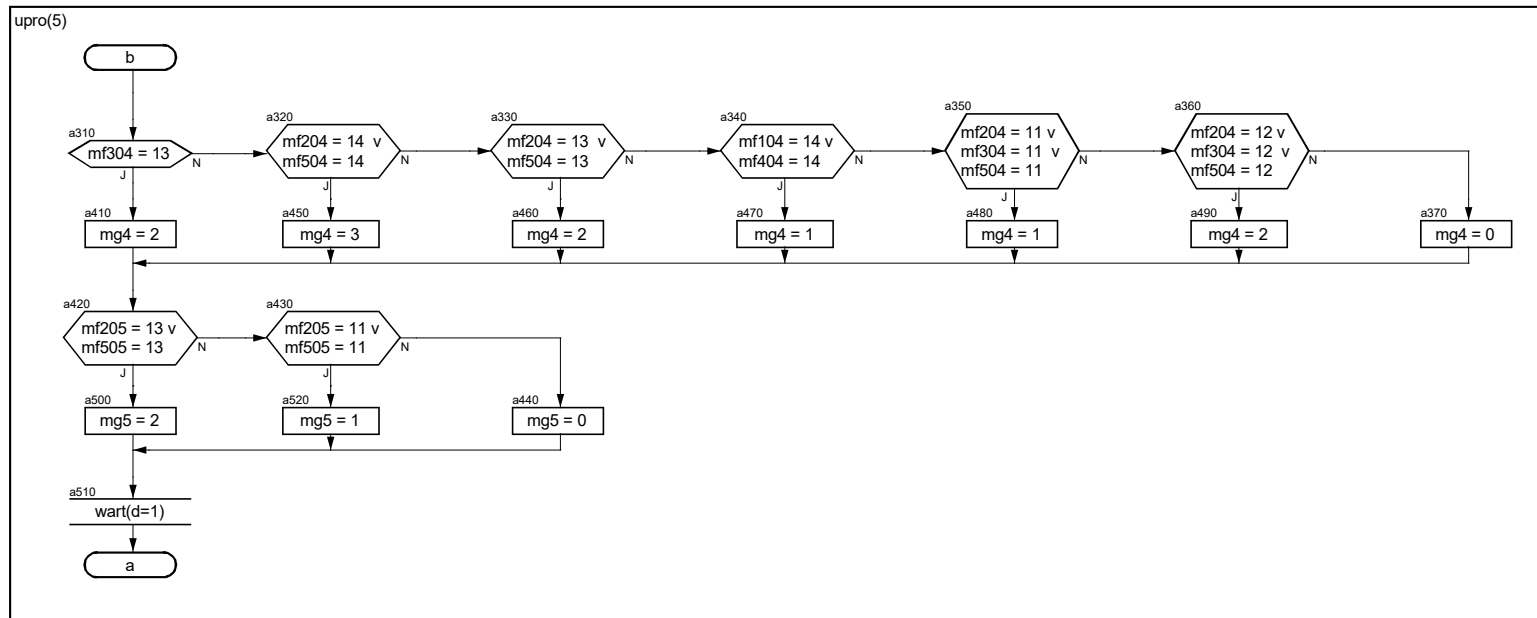 upro(5)
b
a310
mf304 = 13
N
J
a320
mf204 = 14 v
mf504 = 14
N
J
a330
mf204 = 13 v
mf504 = 13
N
J
a340
mf104 = 14 v
mf404 = 14
N
J
a350
mf204 = 11 v
mf304 = 11 v
mf504 = 11
N
J
a360
mf204 = 12 v
mf304 = 12 v
mf504 = 12
N
J
a410
mg4 = 2
a450
mg4 = 3
a460
mg4 = 2
a470
mg4 = 1
a480
mg4 = 1
a490
mg4 = 2
a370
mg4 = 0
a420
mf205 = 13 v
mf505 = 13
N
J
a430
mf205 = 11 v
mf505 = 11
N
J
a500
mg5 = 2
a520
mg5 = 1
a440
mg5 = 0
a510
wart(d=1)
a